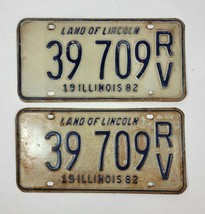 LAND OF LINCOLN
39 709 RV
19 ILLINOIS 82
LAND OF LINCOLN
39 709 RV
19 ILLINOIS 82